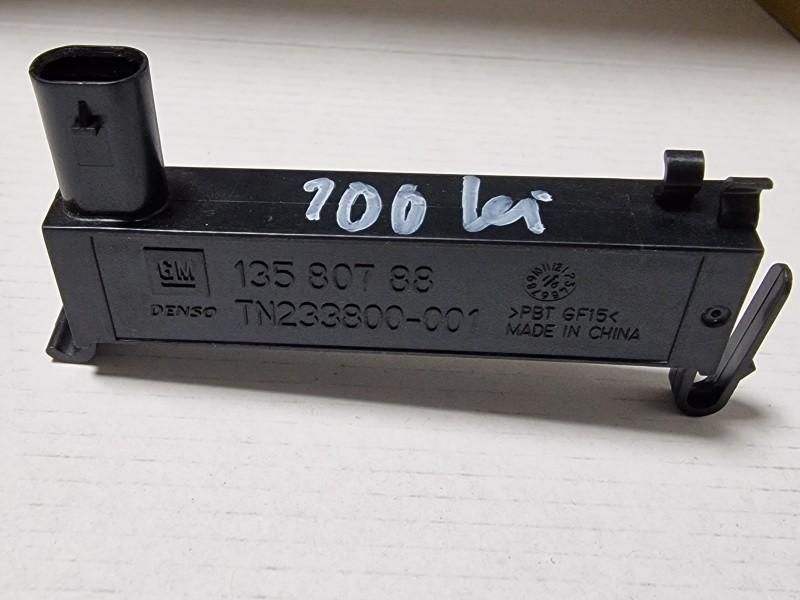 100 lei
GM 135 807 88
DENSO TN233800-001
>PBT GF15<
MADE IN CHINA